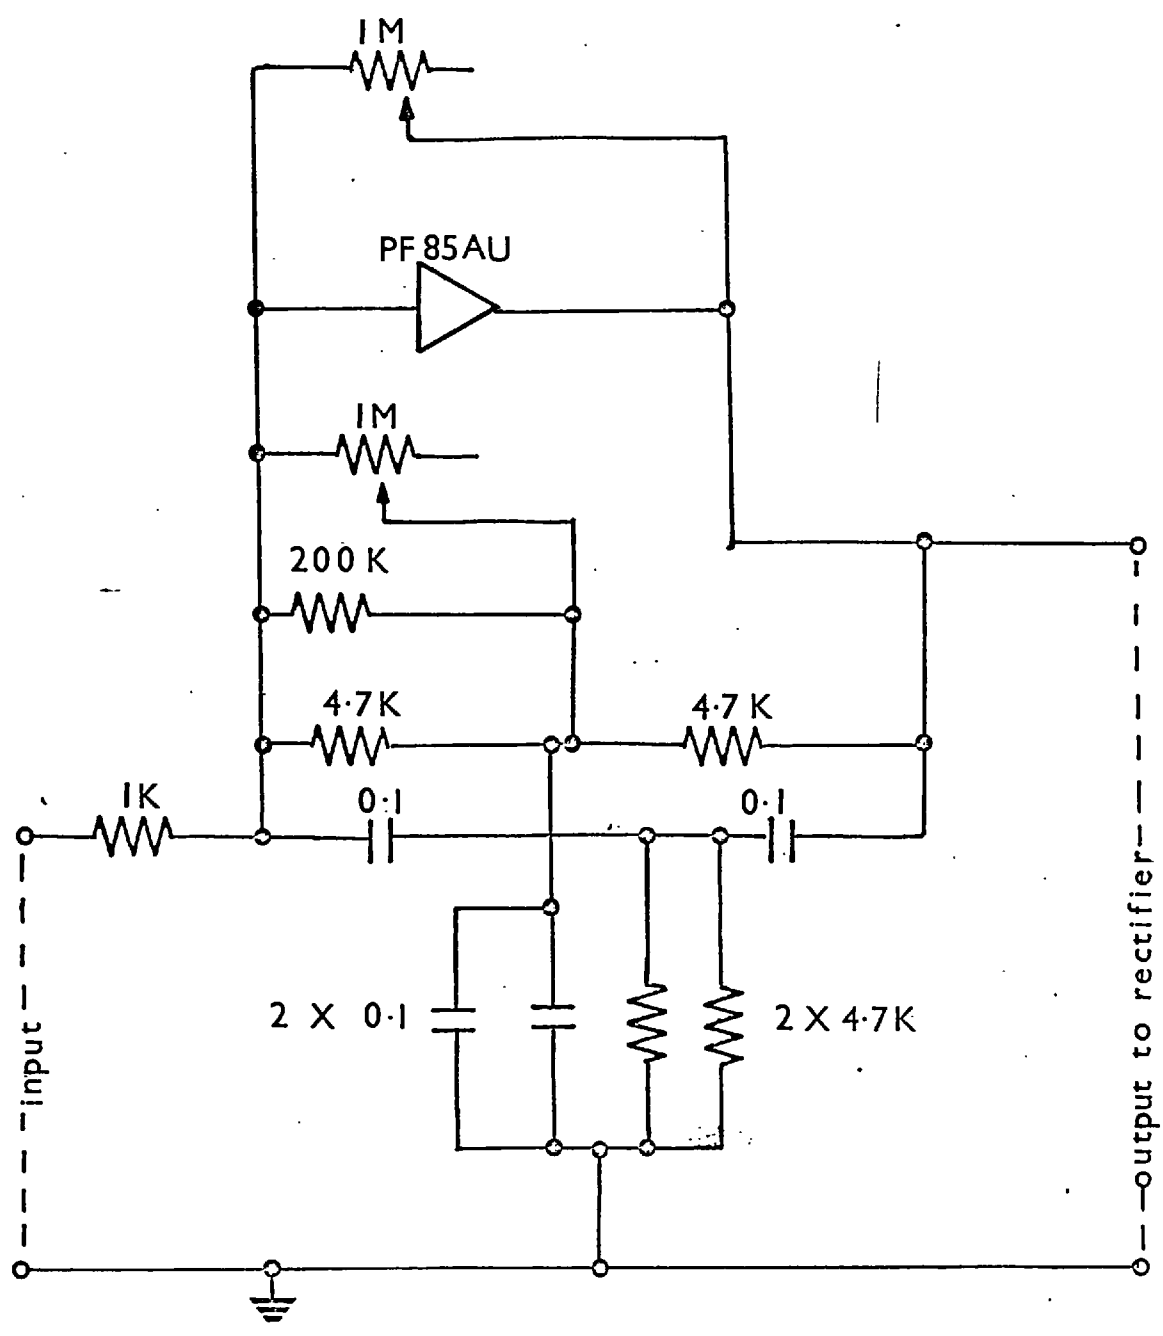 1M
PF 85AU
1M
200 K
4·7K
4·7K
1K
0·1
0·1
2 X 0·1
2 X 4·7K
input
output to rectifier